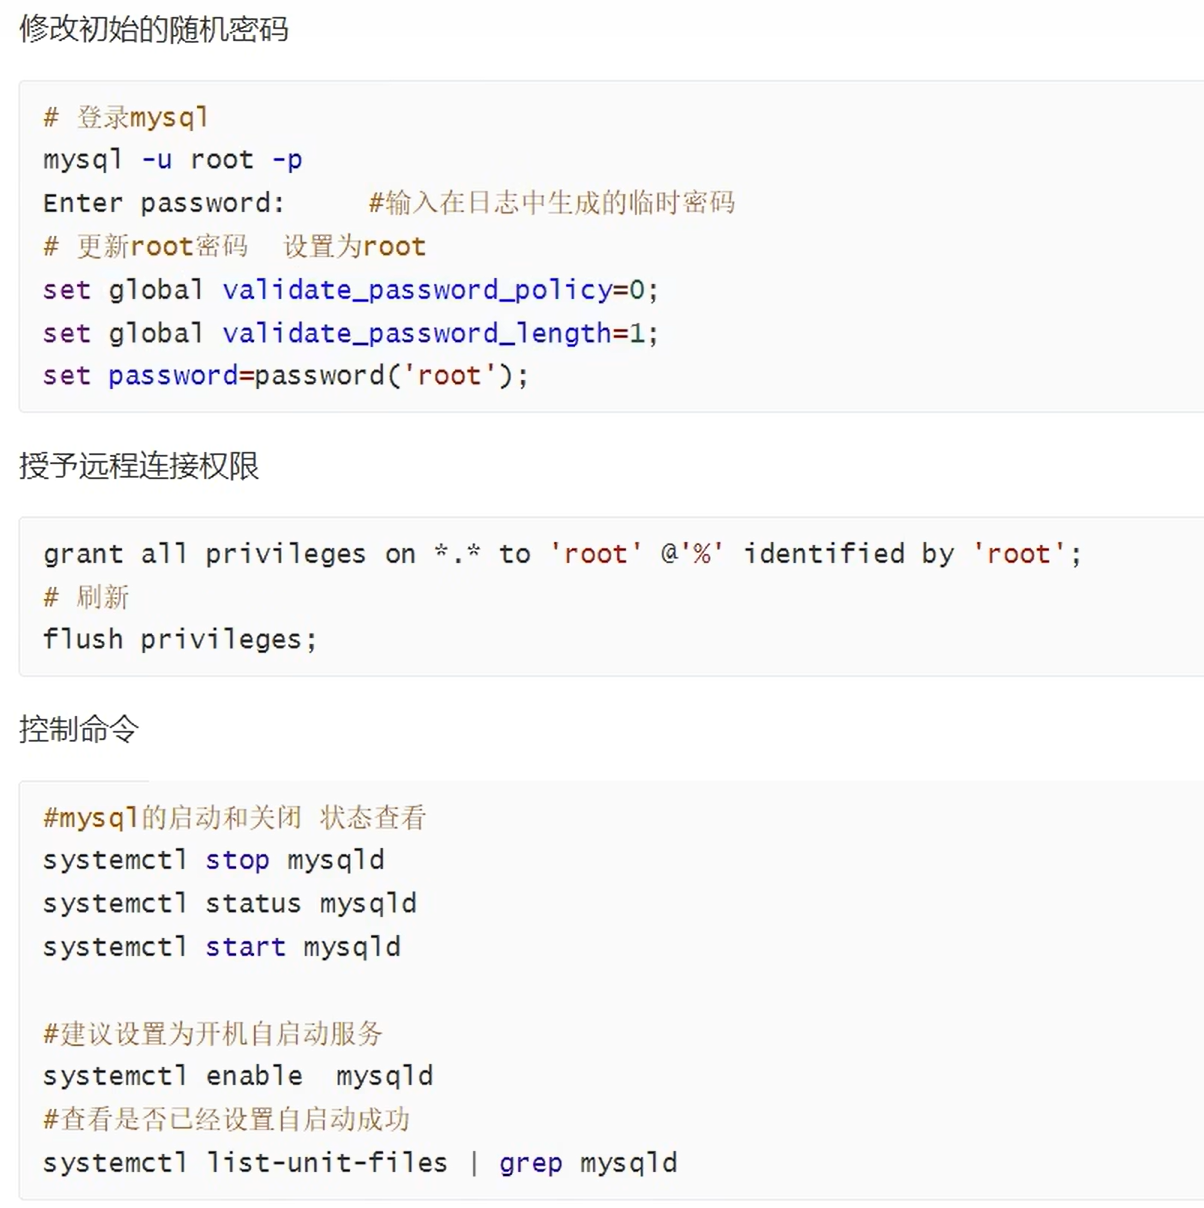 修改初始的随机密码
# 登录mysql
mysql -u root -p
Enter password:     #输入在日志中生成的临时密码
# 更新root密码  设置为root
set global validate_password_policy=0;
set global validate_password_length=1;
set password=password('root');
授予远程连接权限
grant all privileges on *.* to 'root' @'%' identified by 'root';
# 刷新
flush privileges;
控制命令
#mysql的启动和关闭 状态查看
systemctl stop mysqld
systemctl status mysqld
systemctl start mysqld
#建议设置为开机自启动服务
systemctl enable  mysqld
#查看是否已经设置自启动成功
systemctl list-unit-files | grep mysqld